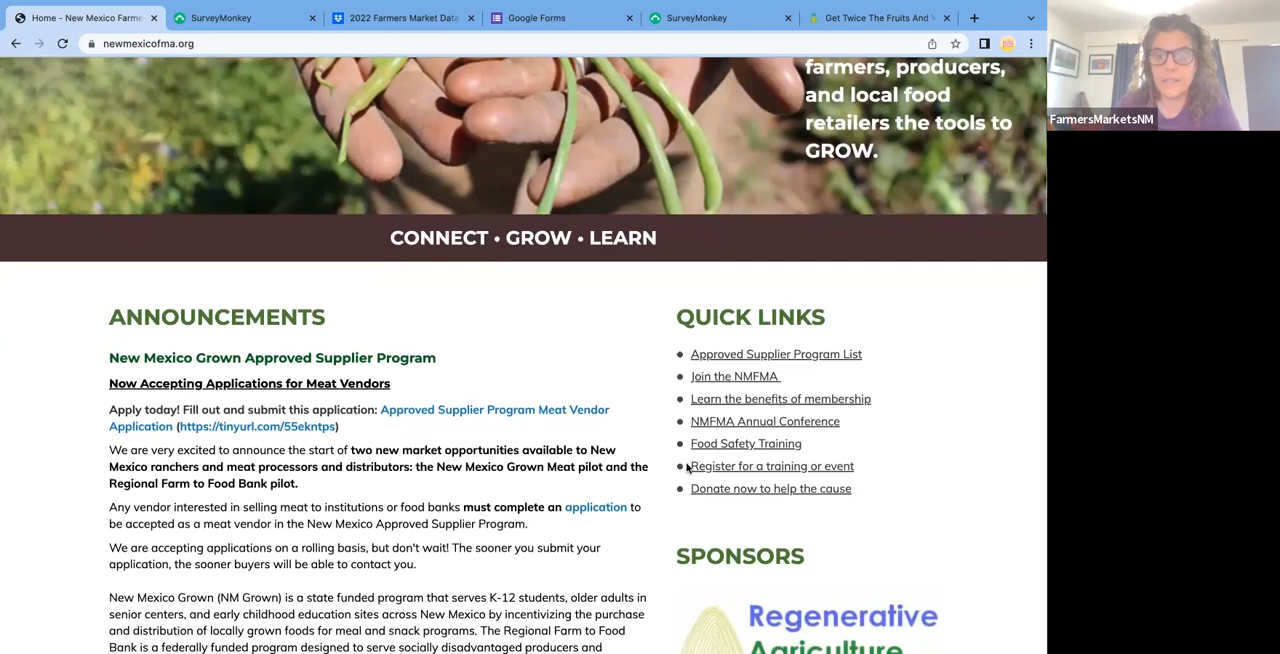 Home - New Mexico Farme
SurveyMonkey
2022 Farmers Market Data
Google Forms
SurveyMonkey
Get Twice The Fruits And V
newmexicofma.org
FarmersMarketsNM
farmers, producers,
and local food
retailers the tools to
GROW.
CONNECT • GROW • LEARN
ANNOUNCEMENTS
New Mexico Grown Approved Supplier Program
Now Accepting Applications for Meat Vendors
Apply today! Fill out and submit this application: Approved Supplier Program Meat Vendor
Application (https://tinyurl.com/55ekntps)
We are very excited to announce the start of two new market opportunities available to New
Mexico ranchers and meat processors and distributors: the New Mexico Grown Meat pilot and the
Regional Farm to Food Bank pilot.
Any vendor interested in selling meat to institutions or food banks must complete an application to
be accepted as a meat vendor in the New Mexico Approved Supplier Program.
We are accepting applications on a rolling basis, but don't wait! The sooner you submit your
application, the sooner buyers will be able to contact you.
New Mexico Grown (NM Grown) is a state funded program that serves K-12 students, older adults in
senior centers, and early childhood education sites across New Mexico by incentivizing the purchase
and distribution of locally grown foods for meal and snack programs. The Regional Farm to Food
Bank is a federally funded program designed to serve socially disadvantaged producers and
QUICK LINKS
Approved Supplier Program List
Join the NMFMA
Learn the benefits of membership
NMFMA Annual Conference
Food Safety Training
Register for a training or event
Donate now to help the cause
SPONSORS
Regenerative
Agriculture